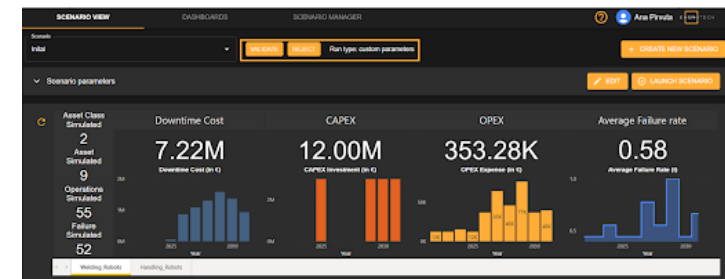 SCENARIO VIEW
DASHBOARDS
SCENARIO MANAGER
?
Ana Pirvuta
Scenario
Initial
VALIDATE
REJECT
Run type: custom parameters
+ CREATE NEW SCENARIO
Scenario parameters
EDIT
LAUNCH SCENARIO
Asset Class
Simulated
2
Asset
Simulated
9
Operations
Simulated
55
Failure
Simulated
52
Downtime Cost
7.22M
Downtime Cost (in €)
2M
1M
0M
2025
2030
Year
CAPEX
12.00M
CAPEX Investment (in €)
2M
0M
2025
2030
Year
OPEX
353.28K
OPEX Expense (in €)
50K
0K
2025
2030
Year
Average Failure rate
0.58
Average Failure Rate (t)
1.0
0.5
2025
2030
Year
Welding_Robots
Handling_Robots